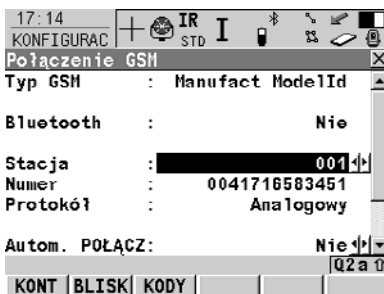 17:14
KONFIGURAC
IR
STD
I
Połączenie GSM
Typ GSM : Manufact ModelId
Bluetooth : Nie
Stacja : 001
Numer : 0041716583451
Protokół : Analogowy
Autom. POŁĄCZ: Nie
Q2a
KONT BLISK KODY